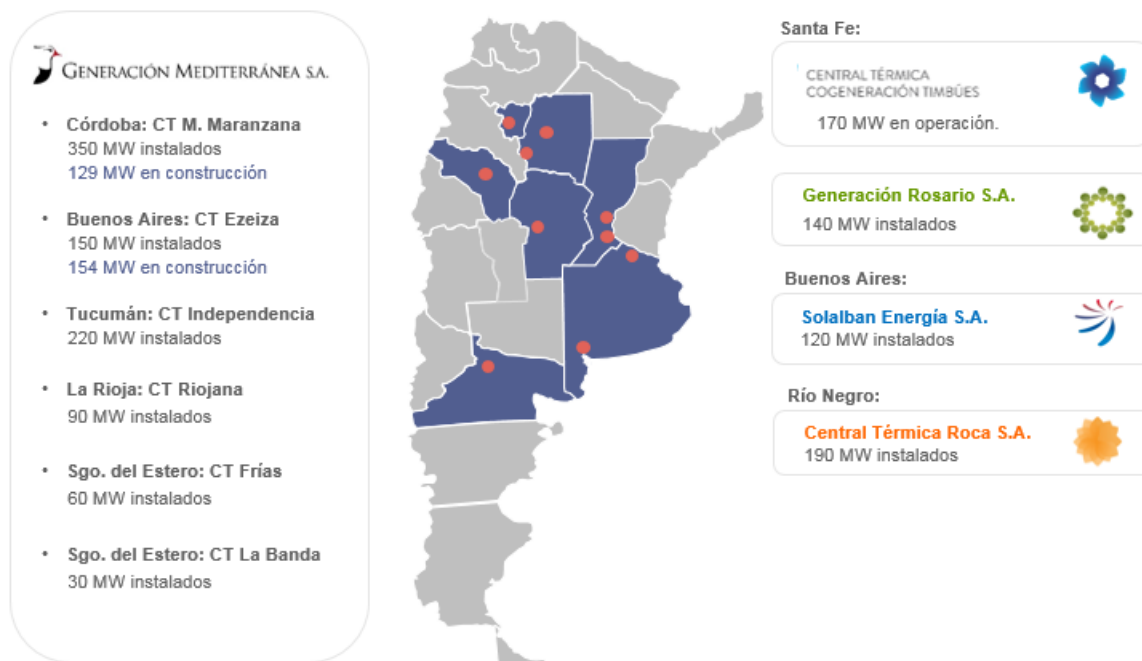 GENERACIÓN MEDITERRÁNEA S.A.
• Córdoba: CT M. Maranzana
350 MW instalados
129 MW en construcción
• Buenos Aires: CT Ezeiza
150 MW instalados
154 MW en construcción
• Tucumán: CT Independencia
220 MW instalados
• La Rioja: CT Riojana
90 MW instalados
• Sgo. del Estero: CT Frías
60 MW instalados
• Sgo. del Estero: CT La Banda
30 MW instalados
Santa Fe:
CENTRAL TÉRMICA
COGENERACIÓN TIMBÚES
170 MW en operación.
Generación Rosario S.A.
140 MW instalados
Buenos Aires:
Solalban Energía S.A.
120 MW instalados
Río Negro:
Central Térmica Roca S.A.
190 MW instalados